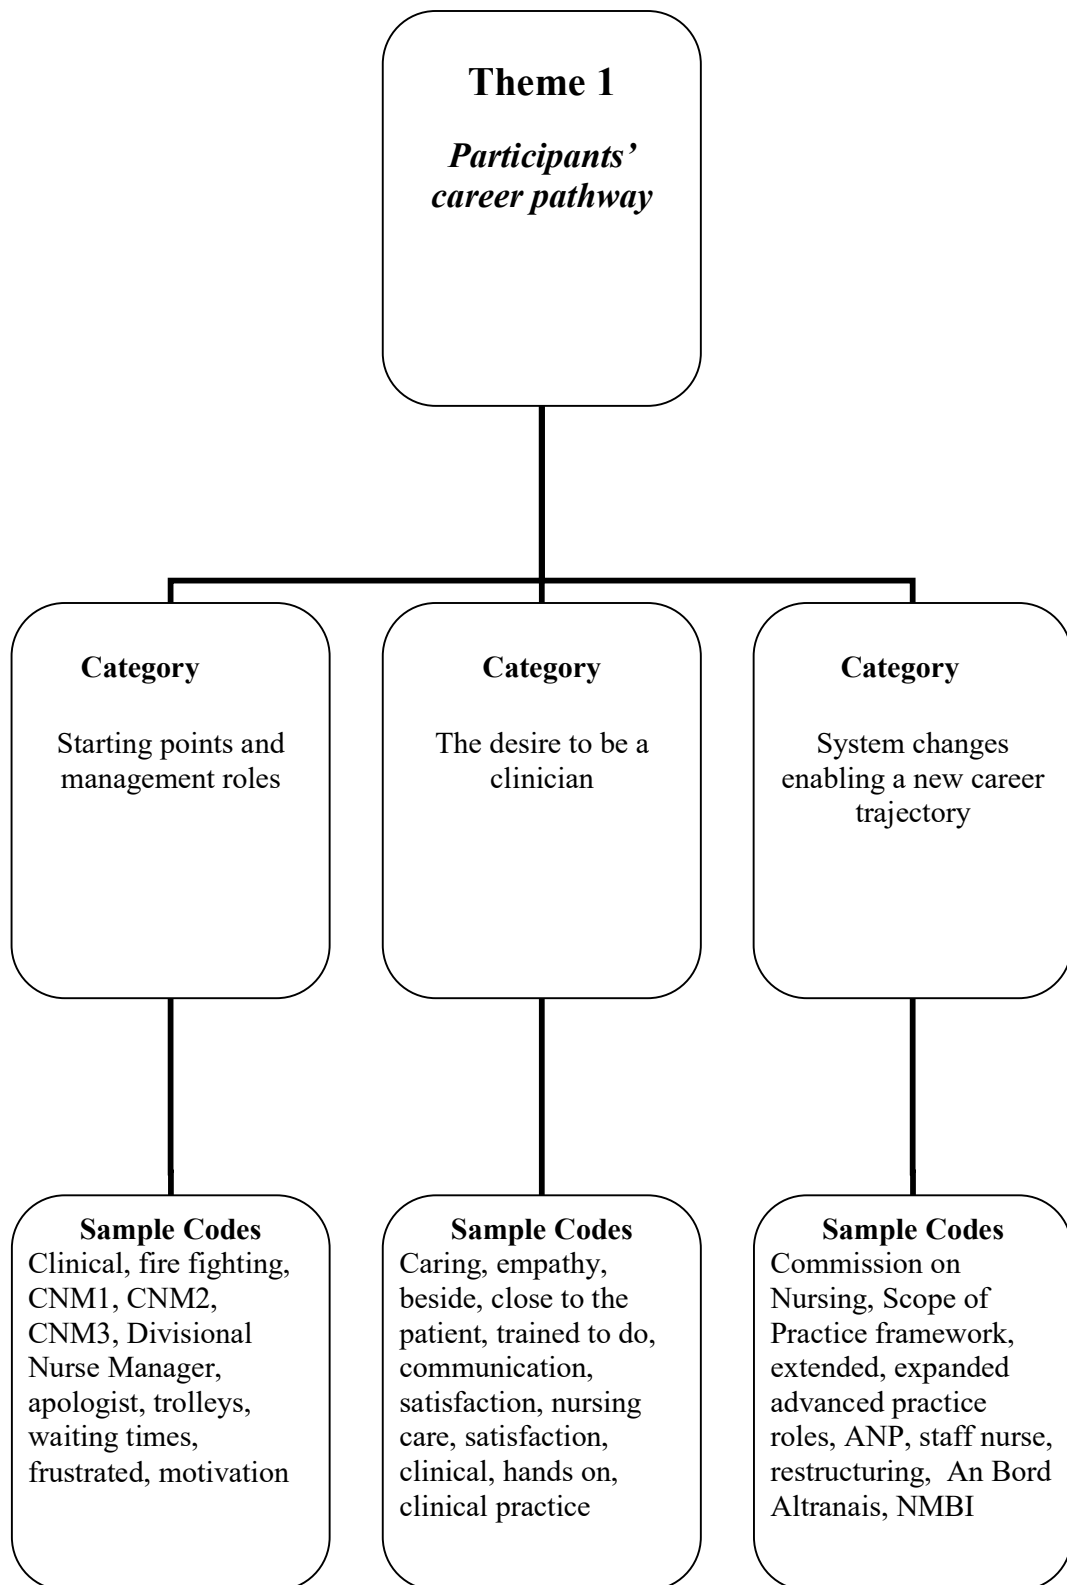 Theme 1
Participants’
career pathway
Category
Starting points and
management roles
Category
The desire to be a
clinician
Category
System changes
enabling a new career
trajectory
Sample Codes
Clinical, fire fighting,
CNM1, CNM2,
CNM3, Divisional
Nurse Manager,
apologist, trolleys,
waiting times,
frustrated, motivation
Sample Codes
Caring, empathy,
beside, close to the
patient, trained to do,
communication,
satisfaction, nursing
care, satisfaction,
clinical, hands on,
clinical practice
Sample Codes
Commission on
Nursing, Scope of
Practice framework,
extended, expanded
advanced practice
roles, ANP, staff nurse,
restructuring, An Bord
Altranais, NMBI